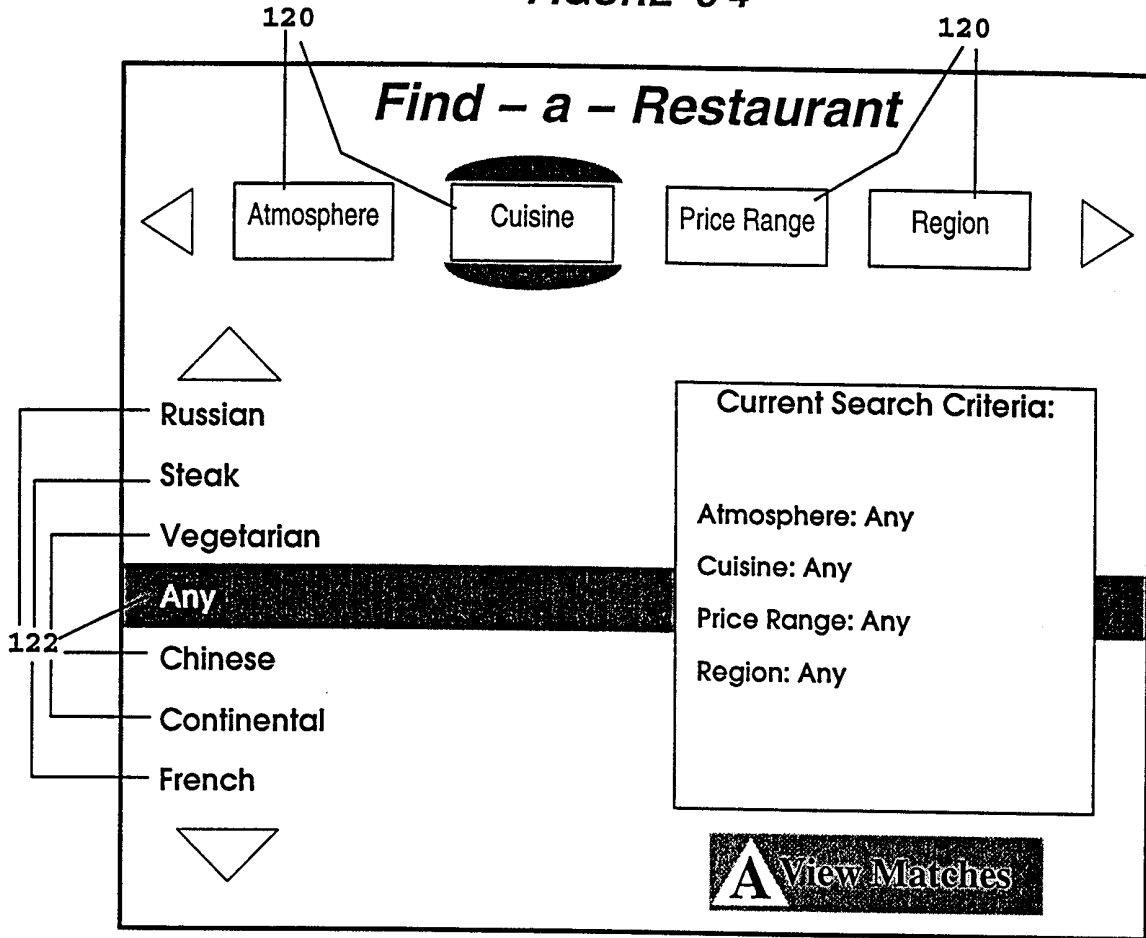 120
120
Find – a – Restaurant
Atmosphere
Cuisine
Price Range
Region
Russian
Steak
Vegetarian
Any
Chinese
Continental
French
122
Current Search Criteria:
Atmosphere: Any
Cuisine: Any
Price Range: Any
Region: Any
A View Matches